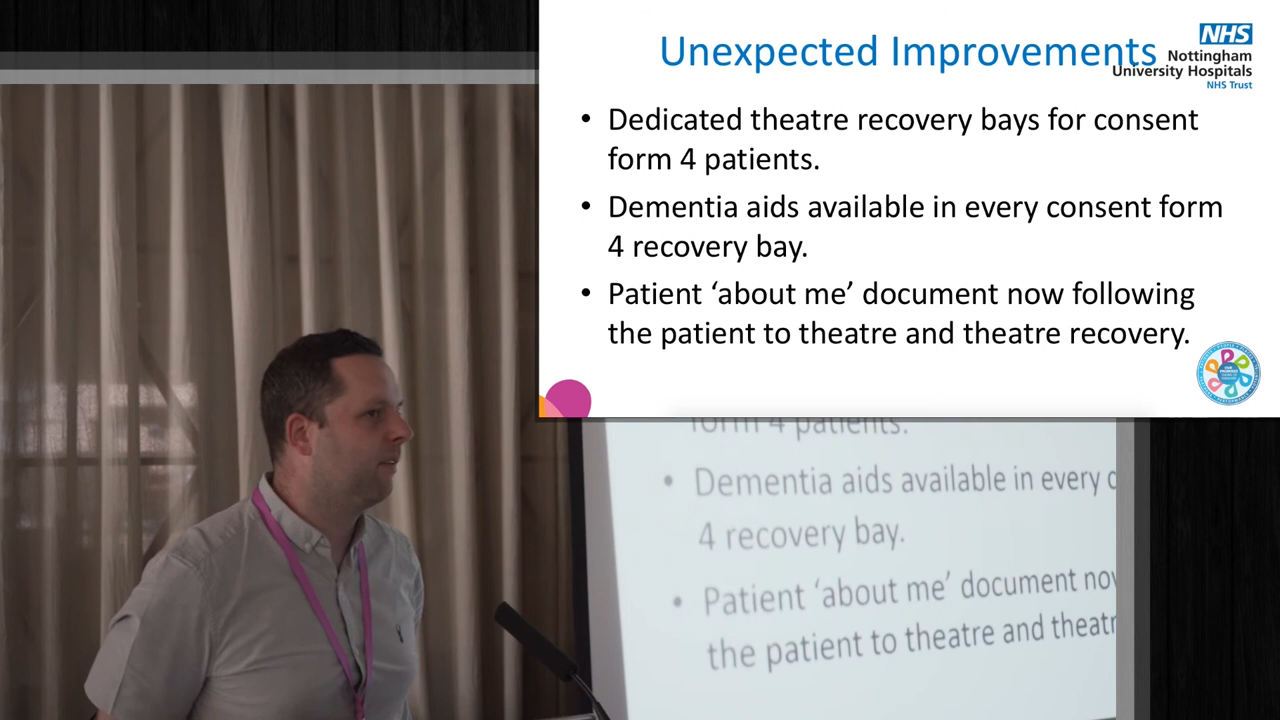 Unexpected Improvements
NHS
Nottingham
University Hospitals
NHS Trust
• Dedicated theatre recovery bays for consent
form 4 patients.
• Dementia aids available in every consent form
4 recovery bay.
• Patient ‘about me’ document now following
the patient to theatre and theatre recovery.
form 4 patients.
• Dementia aids available in every c
4 recovery bay.
• Patient ‘about me’ document nov
the patient to theatre and theatr